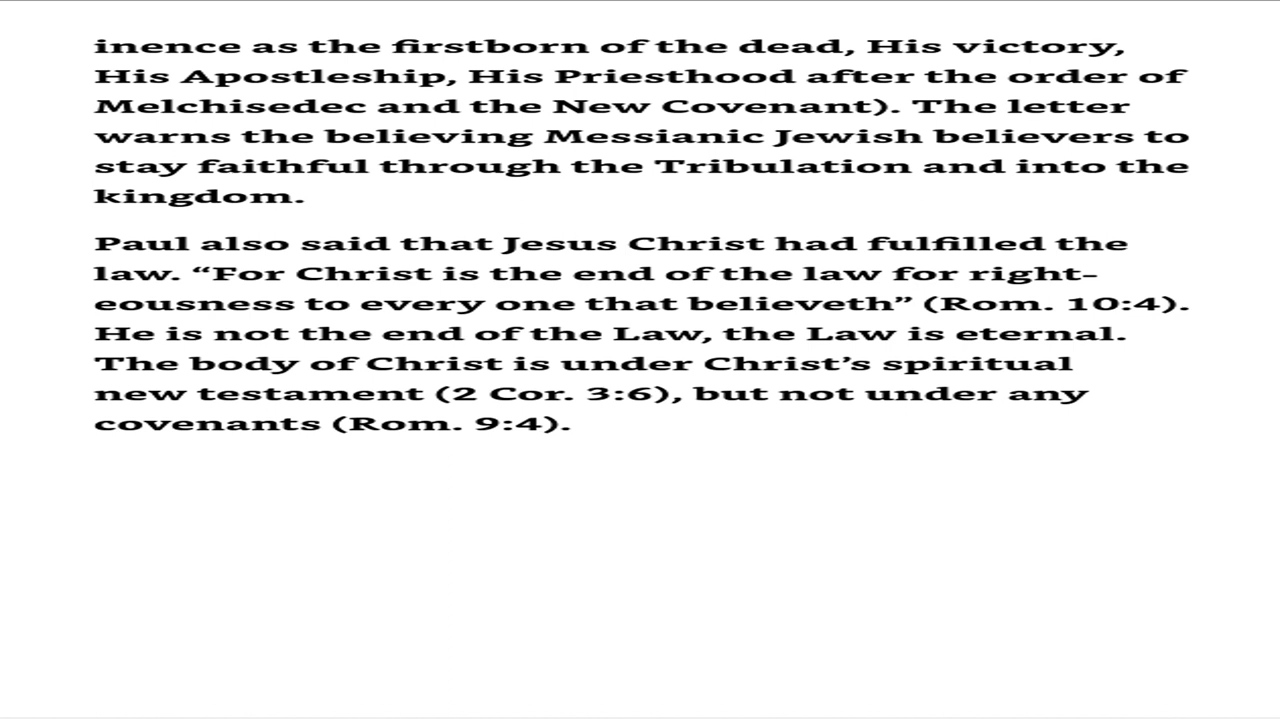 inence as the firstborn of the dead, His victory,
His Apostleship, His Priesthood after the order of
Melchisedec and the New Covenant). The letter
warns the believing Messianic Jewish believers to
stay faithful through the Tribulation and into the
kingdom.
Paul also said that Jesus Christ had fulfilled the
law. “For Christ is the end of the law for right-
eousness to every one that believeth” (Rom. 10:4).
He is not the end of the Law, the Law is eternal.
The body of Christ is under Christ’s spiritual
new testament (2 Cor. 3:6), but not under any
covenants (Rom. 9:4).